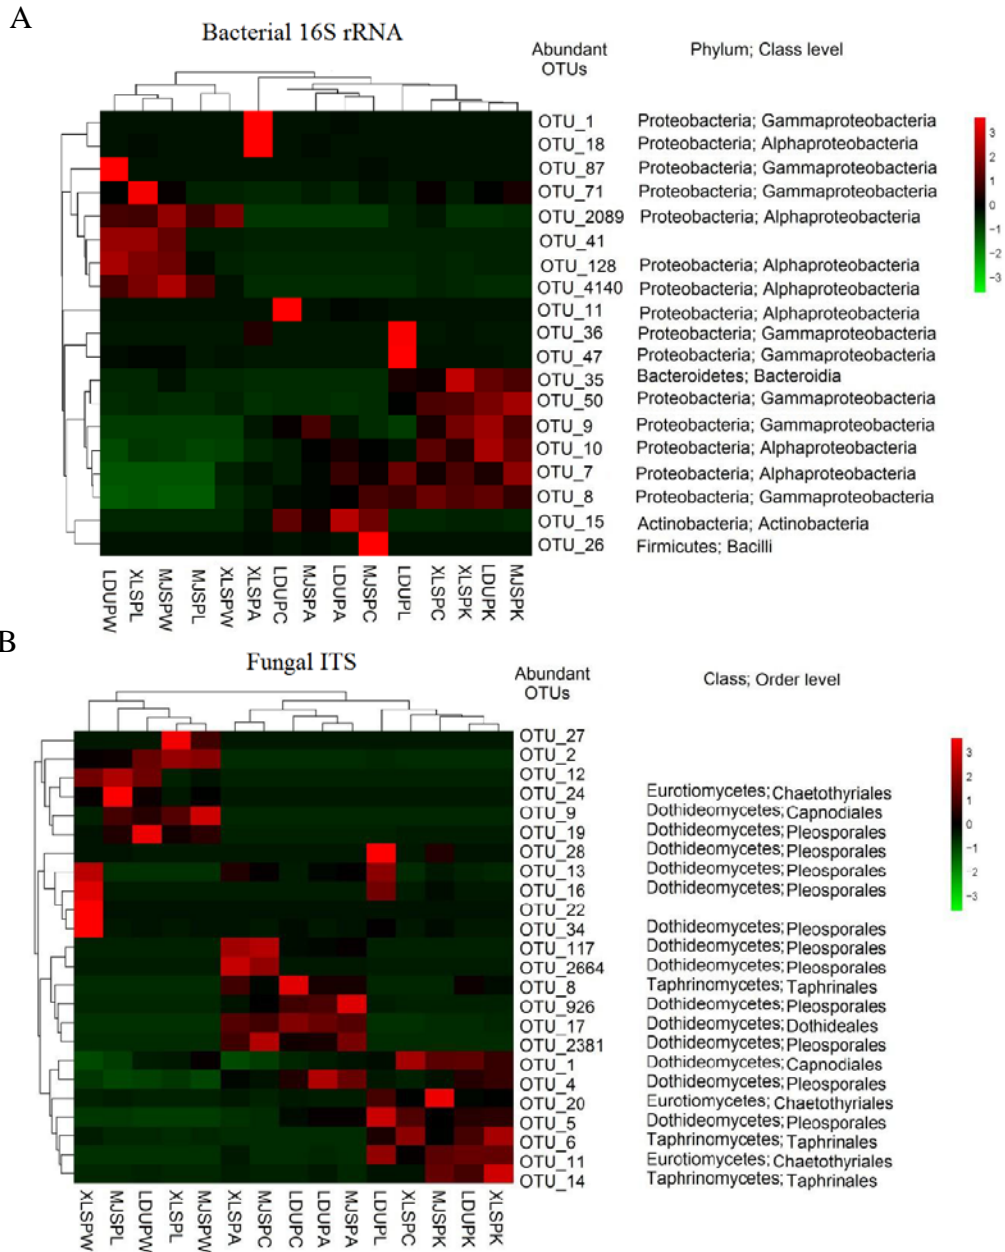 A
Bacterial 16S rRNA
Abundant OTUs
Phylum; Class level
OTU_1 Proteobacteria; Gammaproteobacteria
OTU_18 Proteobacteria; Alphaproteobacteria
OTU_87 Proteobacteria; Gammaproteobacteria
OTU_71 Proteobacteria; Gammaproteobacteria
OTU_2089 Proteobacteria; Alphaproteobacteria
OTU_41
OTU_128 Proteobacteria; Alphaproteobacteria
OTU_4140 Proteobacteria; Alphaproteobacteria
OTU_11 Proteobacteria; Alphaproteobacteria
OTU_36 Proteobacteria; Gammaproteobacteria
OTU_47 Proteobacteria; Gammaproteobacteria
OTU_35 Bacteroidetes; Bacteroidia
OTU_50 Proteobacteria; Gammaproteobacteria
OTU_9 Proteobacteria; Gammaproteobacteria
OTU_10 Proteobacteria; Alphaproteobacteria
OTU_7 Proteobacteria; Alphaproteobacteria
OTU_8 Proteobacteria; Gammaproteobacteria
OTU_15 Actinobacteria; Actinobacteria
OTU_26 Firmicutes; Bacilli
3
2
1
0
−1
−2
−3
LDUPW XLSPL MJSPW MJSPL XLSPW XLSPA LDUPC MJSPA LDUPA MJSPC LDUPL XLSPC XLSPK LDUPK MJSPK
B
Fungal ITS
Abundant OTUs
Class; Order level
OTU_27
OTU_2
OTU_12
OTU_24 Eurotiomycetes; Chaetothyriales
OTU_9 Dothideomycetes; Capnodiales
OTU_19 Dothideomycetes; Pleosporales
OTU_28 Dothideomycetes; Pleosporales
OTU_13 Dothideomycetes; Pleosporales
OTU_16 Dothideomycetes; Pleosporales
OTU_22
OTU_34 Dothideomycetes; Pleosporales
OTU_117 Dothideomycetes; Pleosporales
OTU_2664 Dothideomycetes; Pleosporales
OTU_8 Taphrinomycetes; Taphrinales
OTU_926 Dothideomycetes; Pleosporales
OTU_17 Dothideomycetes; Dothideales
OTU_2381 Dothideomycetes; Pleosporales
OTU_1 Dothideomycetes; Capnodiales
OTU_4 Dothideomycetes; Pleosporales
OTU_20 Eurotiomycetes; Chaetothyriales
OTU_5 Dothideomycetes; Pleosporales
OTU_6 Taphrinomycetes; Taphrinales
OTU_11 Eurotiomycetes; Chaetothyriales
OTU_14 Taphrinomycetes; Taphrinales
3
2
1
0
−1
−2
−3
XLSPW MJSPL LDUPW XLSPL MJSPW XLSPA MJSPC LDUPC LDUPA MJSPA LDUPL XLSPC MJSPK LDUPK XLSPK